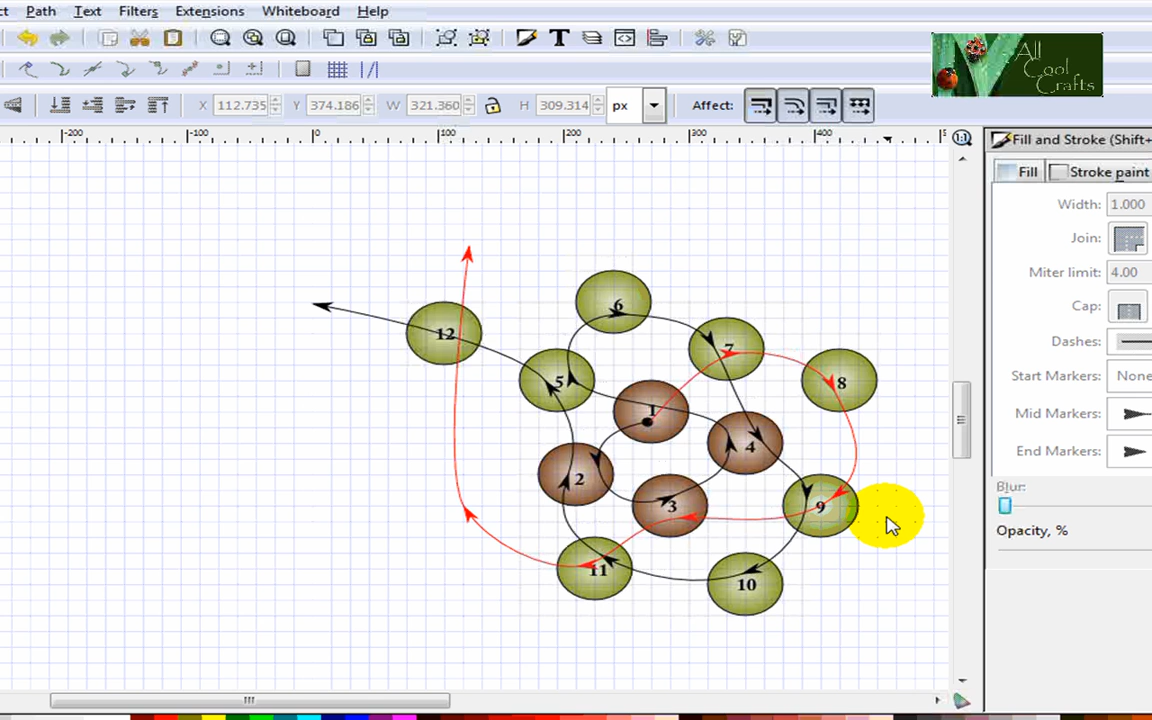 ct Path Text Filters Extensions Whiteboard Help
All
Cool
Crafts
X 112.735 Y 374.186 W 321.360 H 309.314 px Affect:
-200 -100 0 100 200 300 400 1:1
Fill and Stroke (Shift+
Fill Stroke paint
Width: 1.000
Join:
Miter limit: 4.00
Cap:
Dashes:
Start Markers: None
Mid Markers:
End Markers:
Blur:
Opacity, %
6
12
7
5
8
1
4
2
3
9
11
10